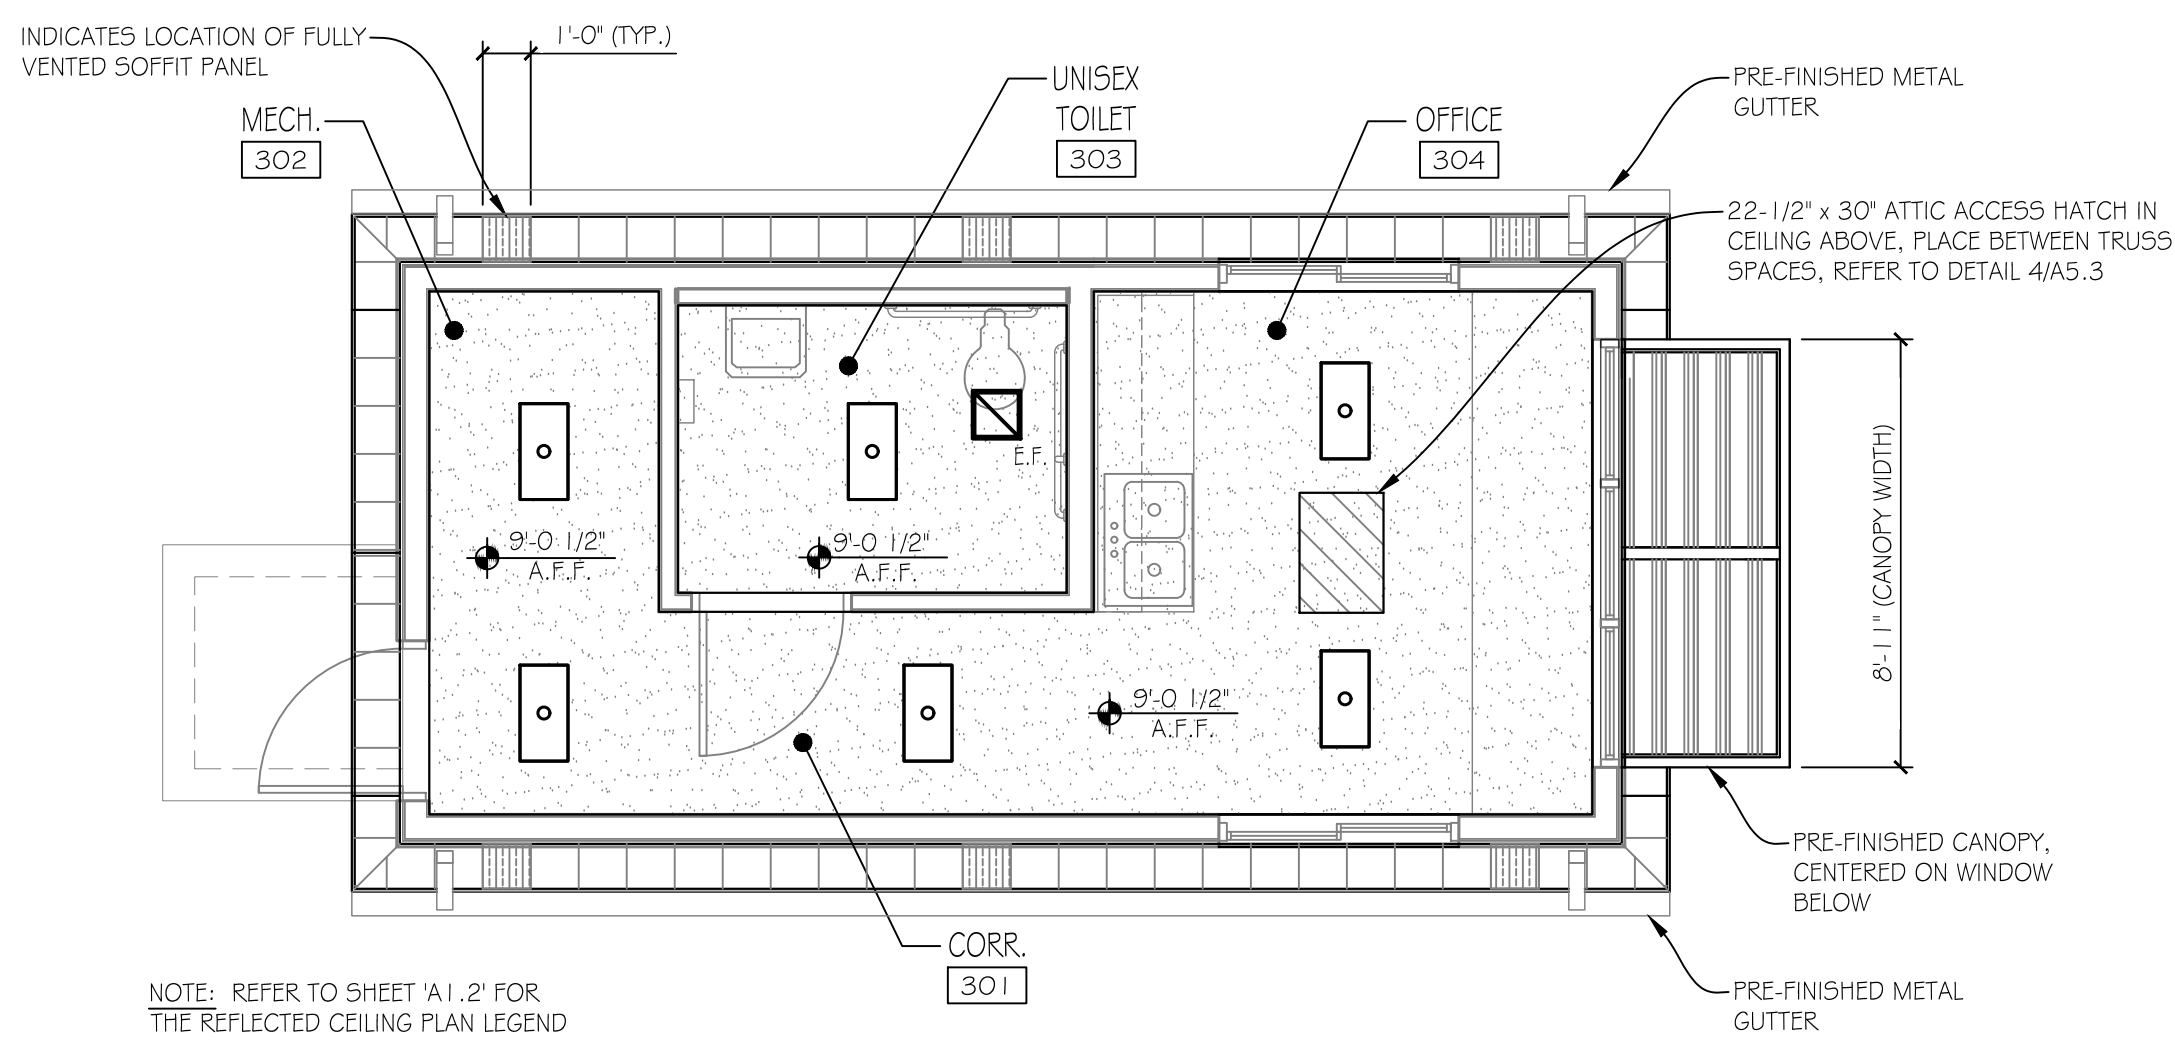 INDICATES LOCATION OF FULLY
VENTED SOFFIT PANEL
1'-0" (TYP.)
MECH.
302
UNISEX
TOILET
303
OFFICE
304
PRE-FINISHED METAL
GUTTER
22-1/2" x 30" ATTIC ACCESS HATCH IN
CEILING ABOVE, PLACE BETWEEN TRUSS
SPACES, REFER TO DETAIL 4/A5.3
E.F.
9'-0 1/2"
A.F.F.
9'-0 1/2"
A.F.F.
9'-0 1/2"
A.F.F.
8'-11" (CANOPY WIDTH)
PRE-FINISHED CANOPY,
CENTERED ON WINDOW
BELOW
CORR.
301
PRE-FINISHED METAL
GUTTER
NOTE: REFER TO SHEET 'A1.2' FOR
THE REFLECTED CEILING PLAN LEGEND